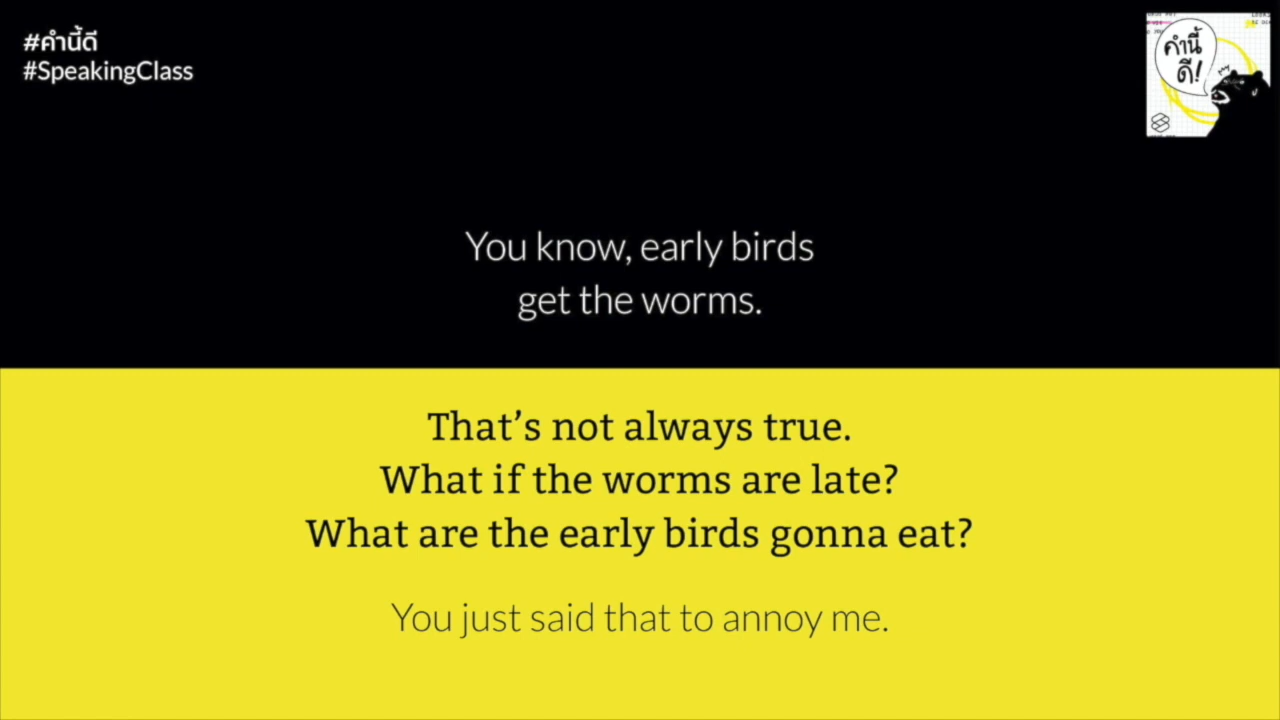 #คำนี้ดี
#SpeakingClass
คำนี้
ดี!
You know, early birds
get the worms.
That's not always true.
What if the worms are late?
What are the early birds gonna eat?
You just said that to annoy me.